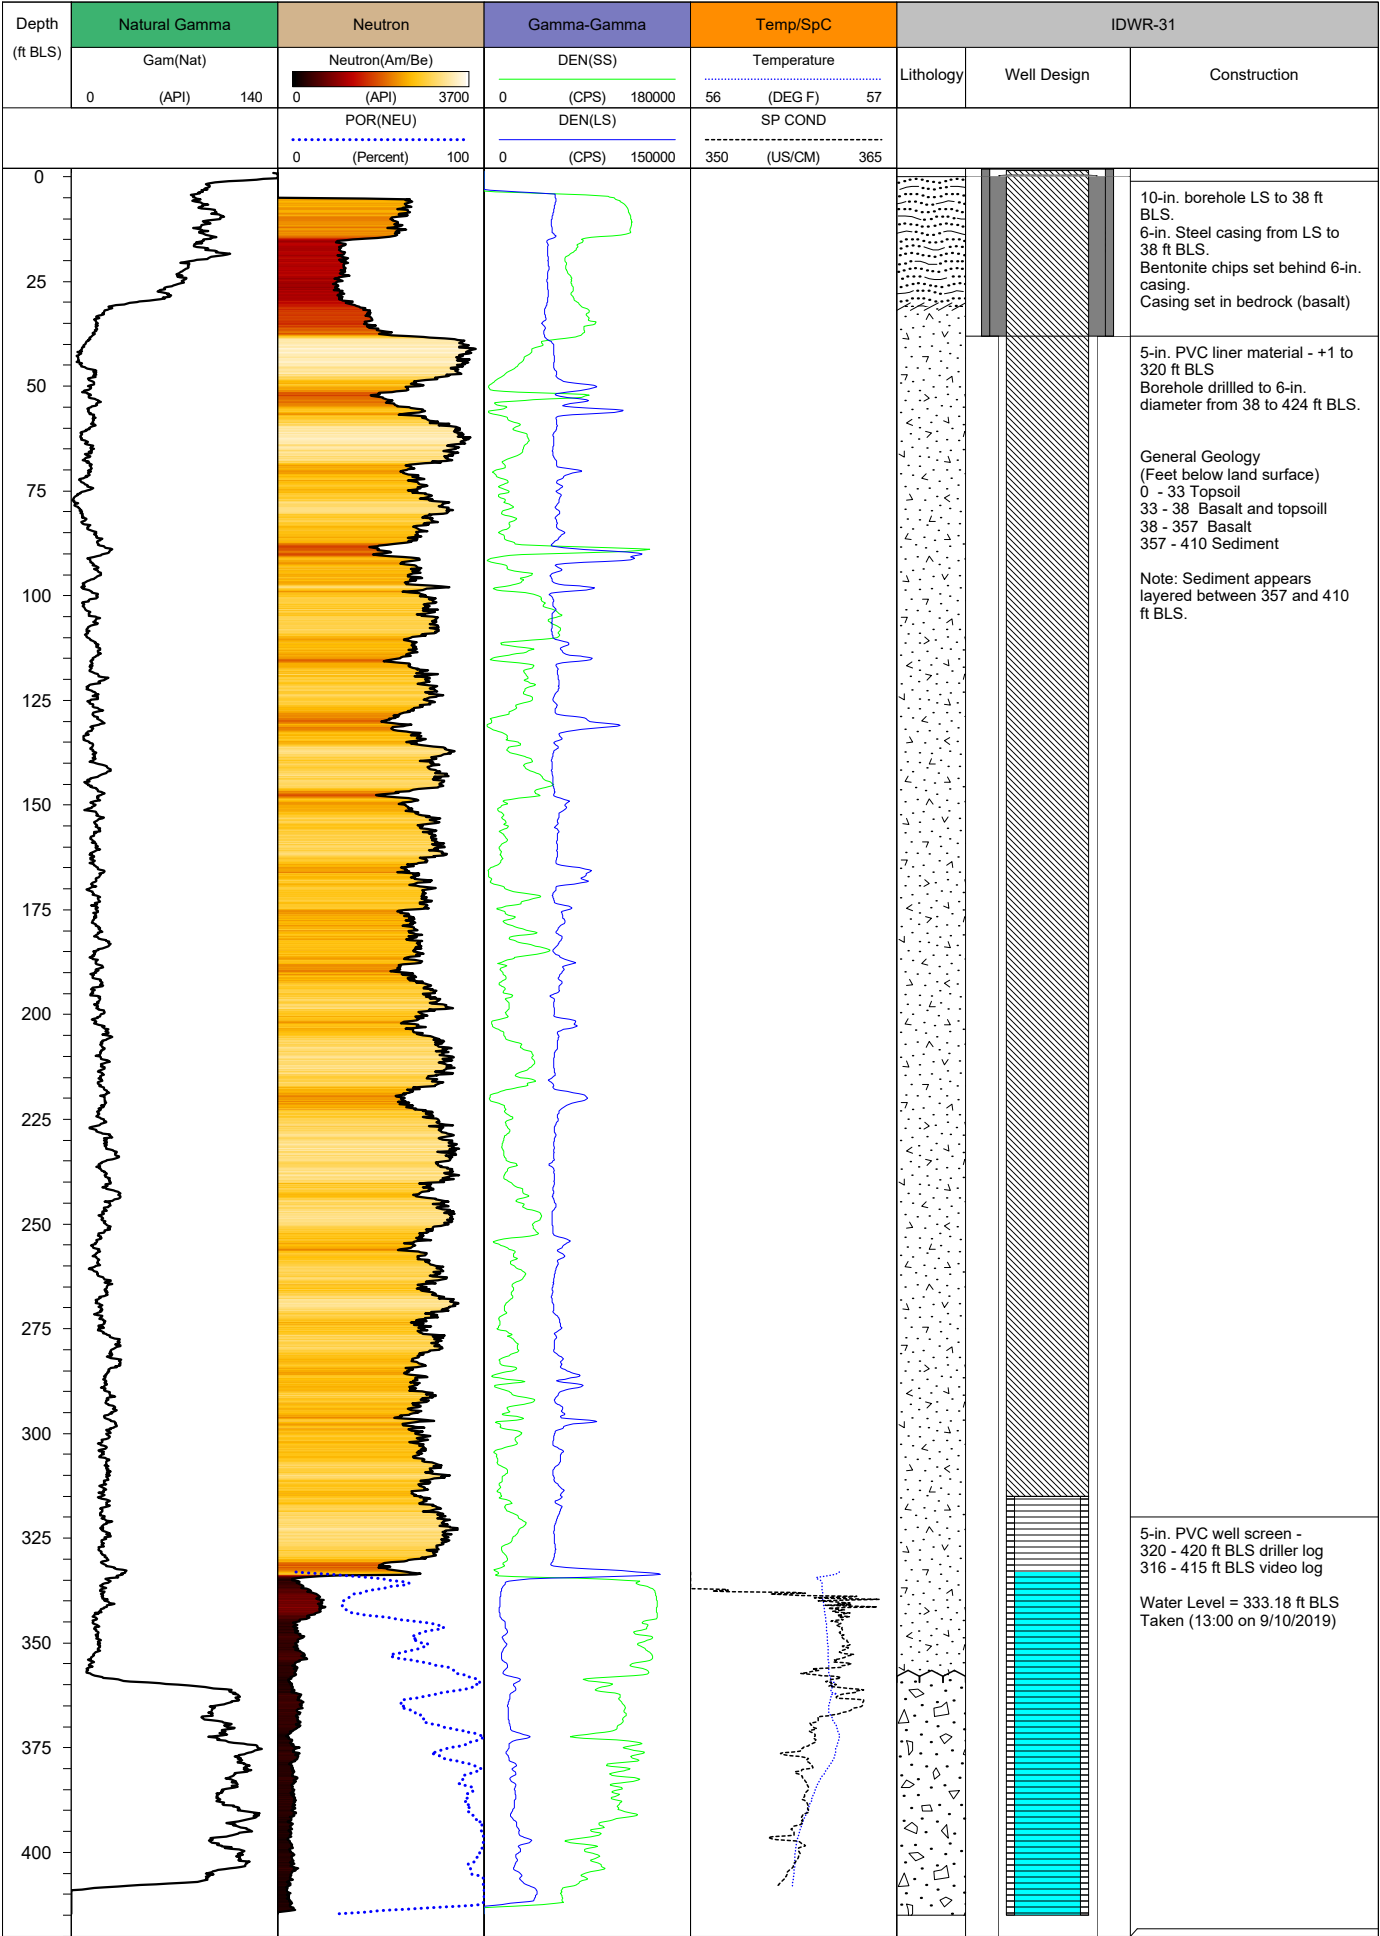 Depth
(ft BLS)
Natural Gamma
Neutron
Gamma-Gamma
Temp/SpC
IDWR-31
Gam(Nat)
0 (API) 140
Neutron(Am/Be)
0 (API) 3700
DEN(SS)
0 (CPS) 180000
Temperature
56 (DEG F) 57
Lithology
Well Design
Construction
POR(NEU)
0 (Percent) 100
DEN(LS)
0 (CPS) 150000
SP COND
350 (US/CM) 365
0
25
50
75
100
125
150
175
200
225
250
275
300
325
350
375
400
10-in. borehole LS to 38 ft
BLS.
6-in. Steel casing from LS to
38 ft BLS.
Bentonite chips set behind 6-in.
casing.
Casing set in bedrock (basalt)
5-in. PVC liner material - +1 to
320 ft BLS
Borehole drillled to 6-in.
diameter from 38 to 424 ft BLS.
General Geology
(Feet below land surface)
0 - 33 Topsoil
33 - 38 Basalt and topsoill
38 - 357 Basalt
357 - 410 Sediment
Note: Sediment appears
layered between 357 and 410
ft BLS.
5-in. PVC well screen -
320 - 420 ft BLS driller log
316 - 415 ft BLS video log
Water Level = 333.18 ft BLS
Taken (13:00 on 9/10/2019)